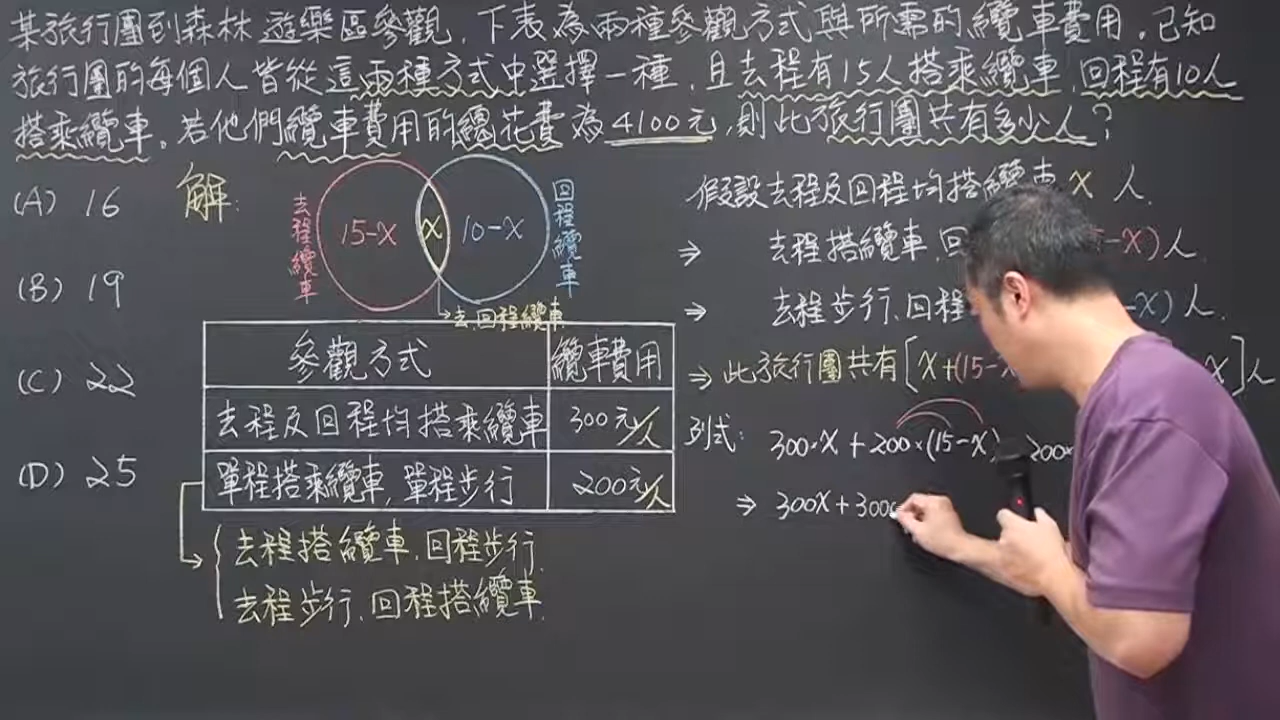 某旅行團到森林遊樂區參觀，下表為兩種參觀方式與所需的纜車費用。已知
旅行團的每個人皆從這兩種方式中選擇一種，且去程有15人搭乘纜車，回程有10人
搭乘纜車。若他們纜車費用的總花費為4100元，則此旅行團共有多少人？
(A) 16
(B) 19
(C) 22
(D) 25
解:
去程纜車
15-x
x
10-x
回程纜車
去、回程纜車
參觀方式 纜車費用
去程及回程均搭乘纜車 300元/人
單程搭乘纜車,單程步行 200元/人
去程搭纜車、回程步行
去程步行、回程搭纜車
假設去程及回程均搭纜車 x 人.
⇒ 去程搭纜車、回 -x)人.
⇒ 去程步行、回程 -x)人.
⇒此旅行團共有[x+(15-x x]人
列式: 300·x+200×(15-x) 200×
⇒ 300x+300